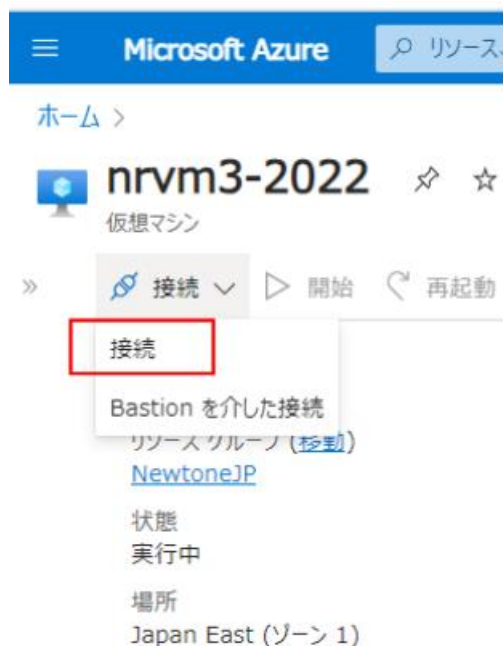 Microsoft Azure
リソース、
ホーム >
nrvm3-2022
仮想マシン
» 接続 開始 再起動
接続
Bastion を介した接続
リソース グループ (移動)
NewtoneJP
状態
実行中
場所
Japan East (ゾーン 1)